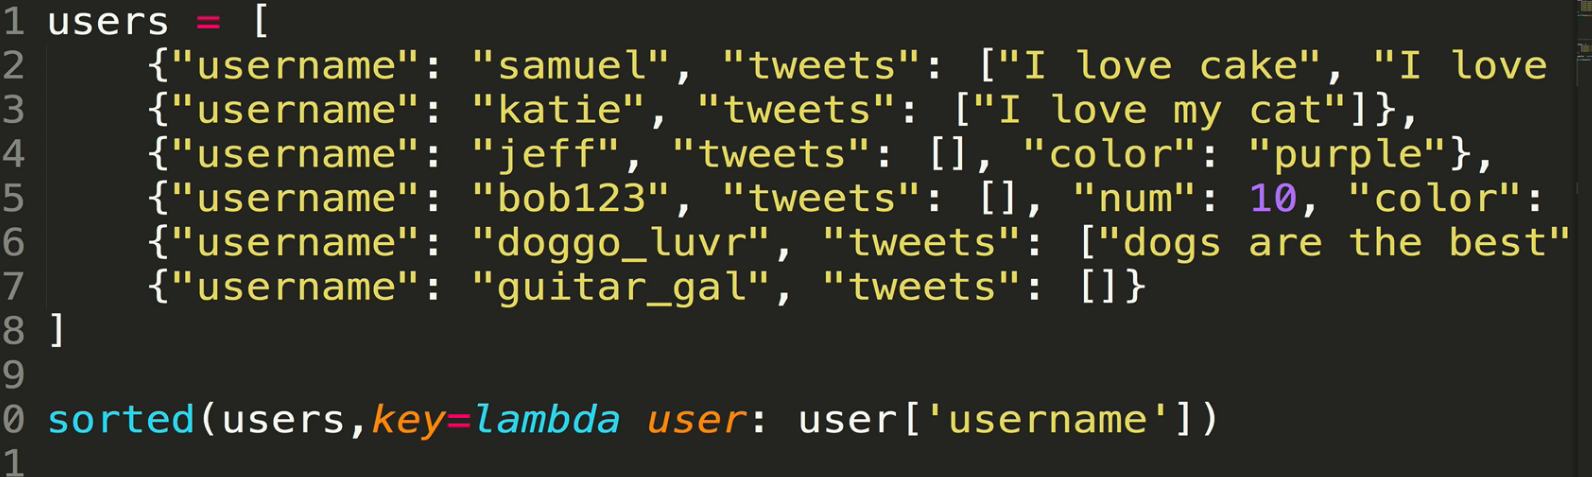 1 users = [
2 {"username": "samuel", "tweets": ["I love cake", "I love
3 {"username": "katie", "tweets": ["I love my cat"]},
4 {"username": "jeff", "tweets": [], "color": "purple"},
5 {"username": "bob123", "tweets": [], "num": 10, "color":
6 {"username": "doggo_luvr", "tweets": ["dogs are the best"
7 {"username": "guitar_gal", "tweets": []}
8 ]
9
0 sorted(users,key=lambda user: user['username'])
1